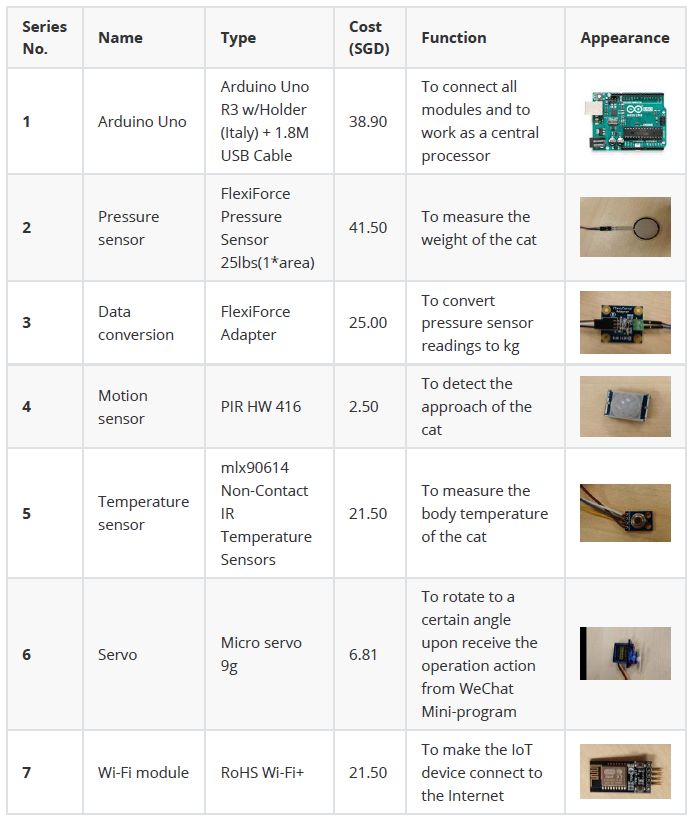 Series No. Name Type Cost (SGD) Function Appearance
1 Arduino Uno Arduino Uno R3 w/Holder (Italy) + 1.8M USB Cable 38.90 To connect all modules and to work as a central processor
2 Pressure sensor FlexiForce Pressure Sensor 25lbs(1*area) 41.50 To measure the weight of the cat
3 Data conversion FlexiForce Adapter 25.00 To convert pressure sensor readings to kg
4 Motion sensor PIR HW 416 2.50 To detect the approach of the cat
5 Temperature sensor mlx90614 Non-Contact IR Temperature Sensors 21.50 To measure the body temperature of the cat
6 Servo Micro servo 9g 6.81 To rotate to a certain angle upon receive the operation action from WeChat Mini-program
7 Wi-Fi module RoHS Wi-Fi+ 21.50 To make the IoT device connect to the Internet